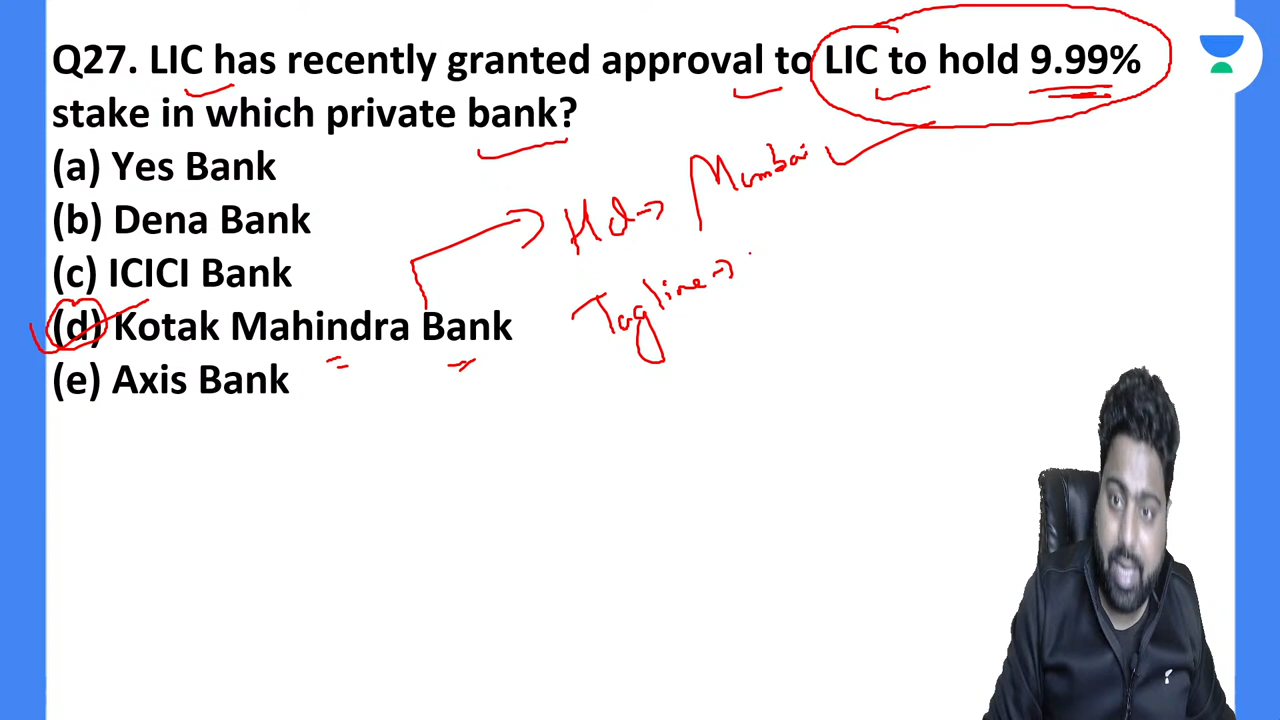 Q27. LIC has recently granted approval to LIC to hold 9.99%
stake in which private bank?
(a) Yes Bank
(b) Dena Bank
(c) ICICI Bank
(d) Kotak Mahindra Bank
(e) Axis Bank
Hd → Mumbai
Tagline →